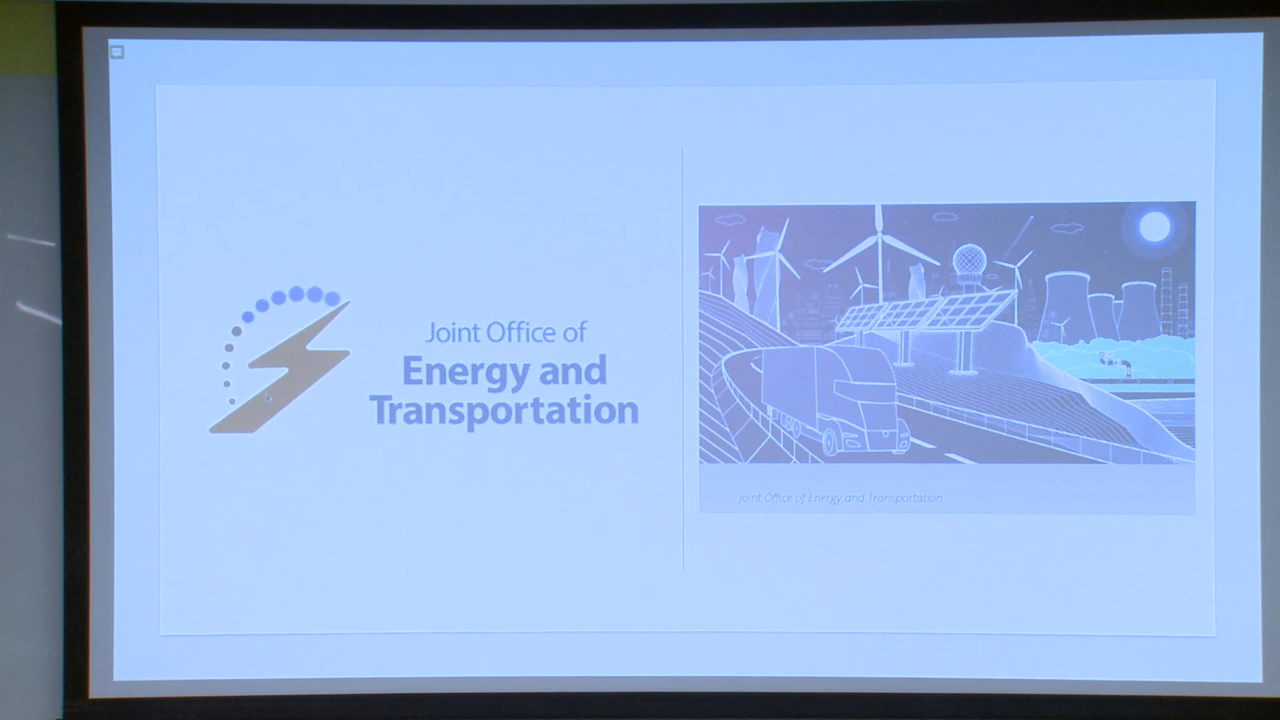 Joint Office of
Energy and
Transportation
Joint Office of Energy and Transportation